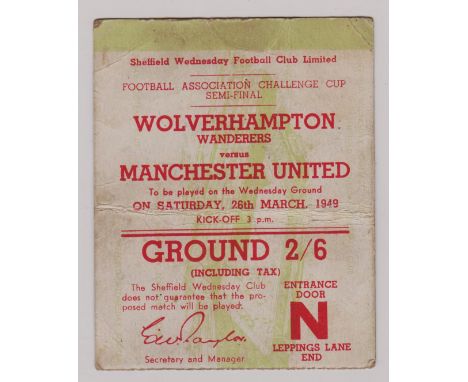 Sheffield Wednesday Football Club Limited
FOOTBALL ASSOCIATION CHALLENGE CUP
SEMI-FINAL
WOLVERHAMPTON
WANDERERS
versus
MANCHESTER UNITED
To be played on the Wednesday Ground
ON SATURDAY, 26th MARCH, 1949
KICK-OFF 3 p.m.
GROUND 2/6
(INCLUDING TAX)
The Sheffield Wednesday Club
does not guarantee that the pro-
posed match will be played.
Secretary and Manager
ENTRANCE
DOOR
N
LEPPINGS LANE
END